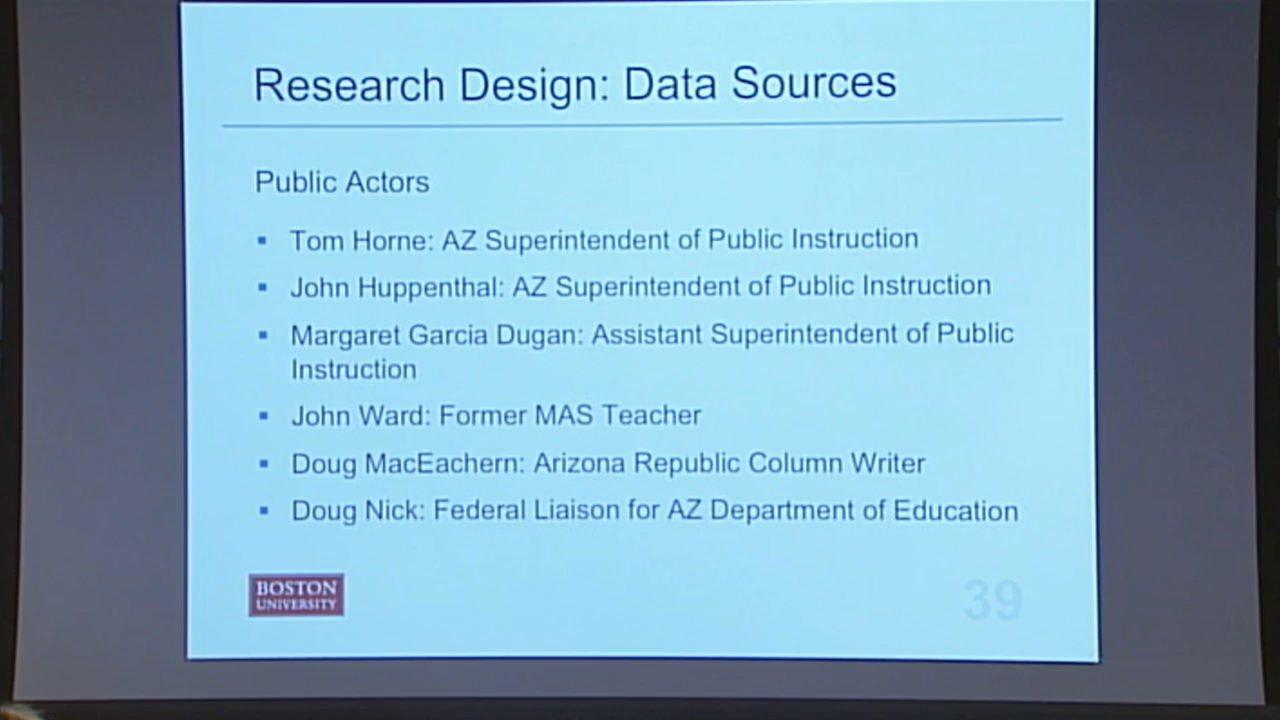 Research Design: Data Sources
Public Actors
▪ Tom Horne: AZ Superintendent of Public Instruction
▪ John Huppenthal: AZ Superintendent of Public Instruction
▪ Margaret Garcia Dugan: Assistant Superintendent of Public
Instruction
▪ John Ward: Former MAS Teacher
▪ Doug MacEachern: Arizona Republic Column Writer
▪ Doug Nick: Federal Liaison for AZ Department of Education
BOSTON
UNIVERSITY
39